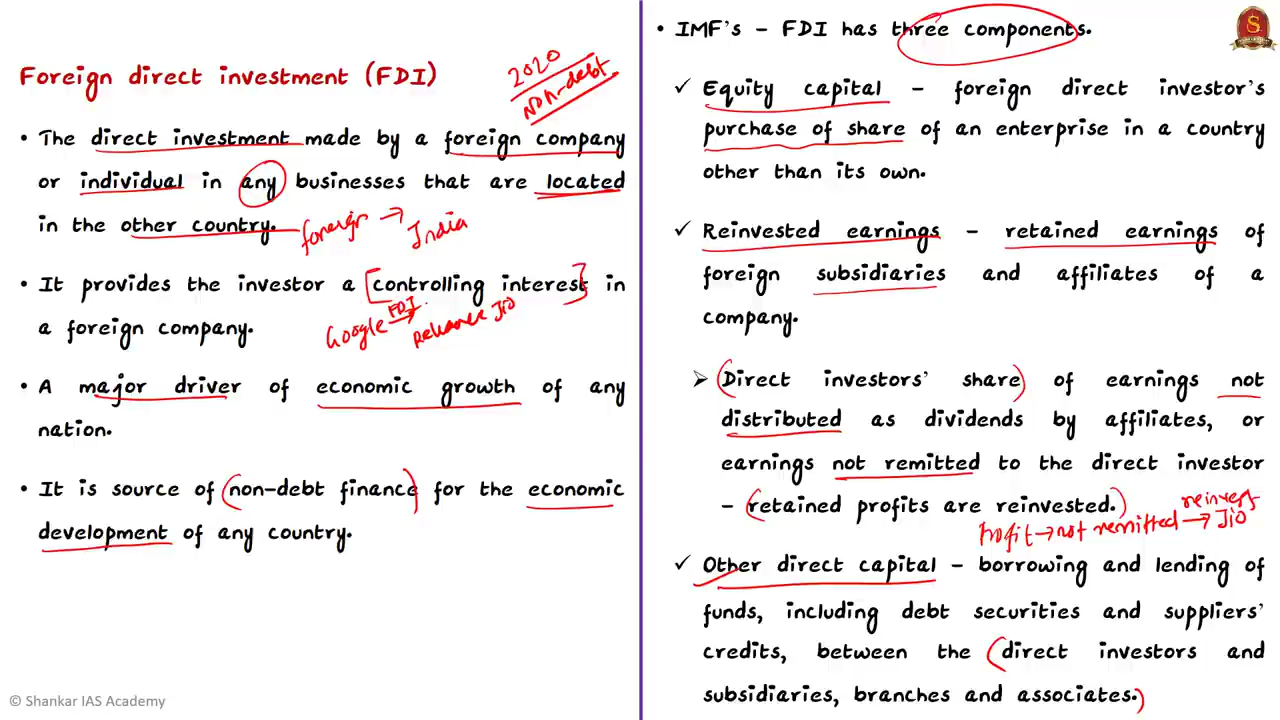 Foreign direct investment (FDI)
2020
Non-debt
• The direct investment made by a foreign company
or individual in any businesses that are located
in the other country.
foreign → India
• It provides the investor a [controlling interest] in
a foreign company.
Google FDI → Reliance JIO
• A major driver of economic growth of any
nation.
• It is source of (non-debt finance) for the economic
development of any country.
© Shankar IAS Academy
• IMF's – FDI has three components.
✓ Equity capital – foreign direct investor's
purchase of share of an enterprise in a country
other than its own.
✓ Reinvested earnings – retained earnings of
foreign subsidiaries and affiliates of a
company.
➢ (Direct investors' share) of earnings not
distributed as dividends by affiliates, or
earnings not remitted to the direct investor
– (retained profits are reinvested.)
Profit → not remitted → reinvest JIO
✓ Other direct capital – borrowing and lending of
funds, including debt securities and suppliers'
credits, between the (direct investors and
subsidiaries, branches and associates.)
S